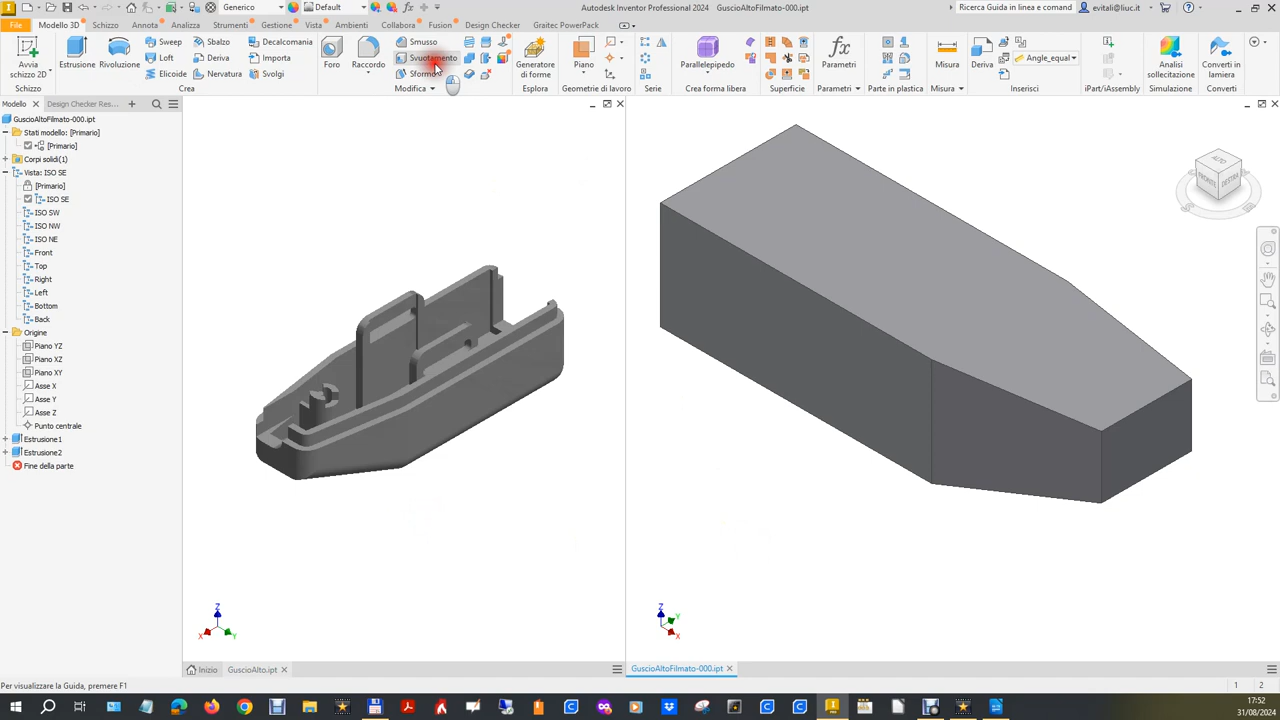 Generico
Default
Autodesk Inventor Professional 2024
GuscioAltoFilmato-000.ipt
Ricerca Guida in linea e comand
evitali@liuc.it
File
Modello 3D
Schizzo
Annota
Analizza
Strumenti
Gestione
Vista
Ambienti
Collabora
Fusion
Design Checker
Graitec PowerPack
Avvia schizzo 2D
Estrusione
Rivoluzione
Sweep
Loft
Elicoide
Sbalzo
Deriva
Nervatura
Decalcomania
Importa
Svolgi
Foro
Raccordo
Smusso
Svuotamento
Sformo
Generatore di forme
Piano
Parallelepipedo
Parametri
Misura
Deriva
Angle_equal
Analisi sollecitazione
Converti in lamiera
Schizzo
Crea
Modifica
Esplora
Geometrie di lavoro
Serie
Crea forma libera
Superficie
Parametri
Parte in plastica
Misura
Inserisci
iPart/iAssembly
Simulazione
Converti
Modello
Design Checker Res...
GuscioAltoFilmato-000.ipt
Stati modello: [Primario]
[Primario]
Corpi solidi(1)
Vista: ISO SE
[Primario]
ISO SE
ISO SW
ISO NW
ISO NE
Front
Top
Right
Left
Bottom
Back
Origine
Piano YZ
Piano XZ
Piano XY
Asse X
Asse Y
Asse Z
Punto centrale
Estrusione1
Estrusione2
Fine della parte
ALTO
FRONTE
DESTRA
Z
X
Y
Z
Y
X
Inizio
GuscioAlto.ipt
GuscioAltoFilmato-000.ipt
Per visualizzare la Guida, premere F1
1
2
17:52
31/08/2024